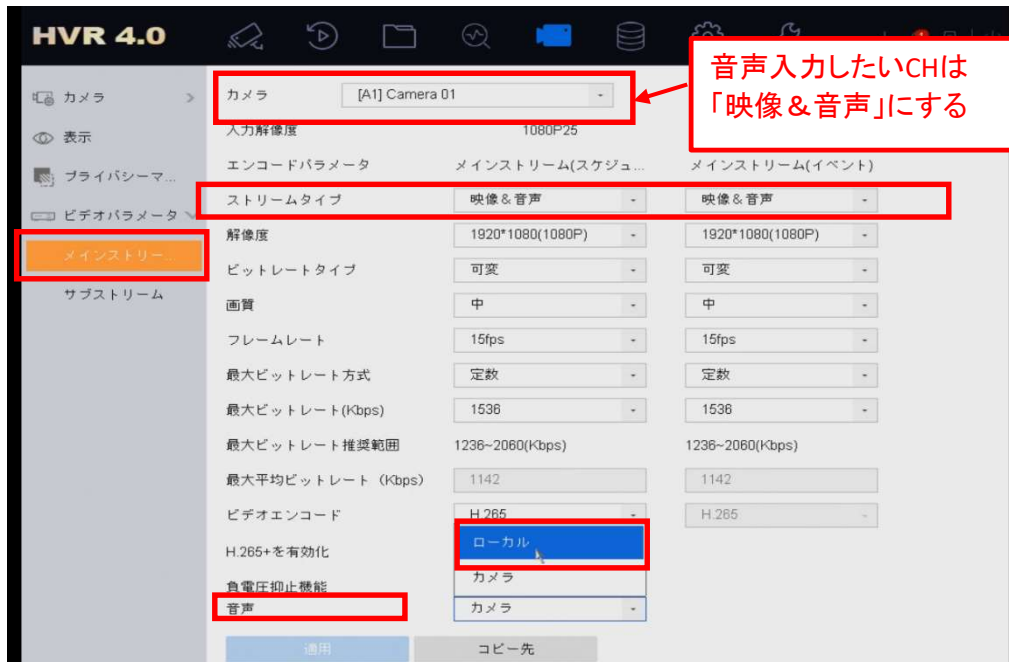 HVR 4.0
音声入力したいCHは
「映像＆音声」にする
カメラ
表示
プライバシーマ...
ビデオパラメータ
メインストリー...
サブストリーム
カメラ [A1] Camera 01
入力解像度 1080P25
エンコードパラメータ メインストリーム(スケジュ... メインストリーム(イベント)
ストリームタイプ 映像＆音声 映像＆音声
解像度 1920*1080(1080P) 1920*1080(1080P)
ビットレートタイプ 可変 可変
画質 中 中
フレームレート 15fps 15fps
最大ビットレート方式 定数 定数
最大ビットレート(Kbps) 1536 1536
最大ビットレート推奨範囲 1236~2060(Kbps) 1236~2060(Kbps)
最大平均ビットレート（Kbps） 1142 1142
ビデオエンコード H.265 H.265
H.265+を有効化 ローカル
負電圧抑止機能 カメラ
音声 カメラ
適用 コピー先